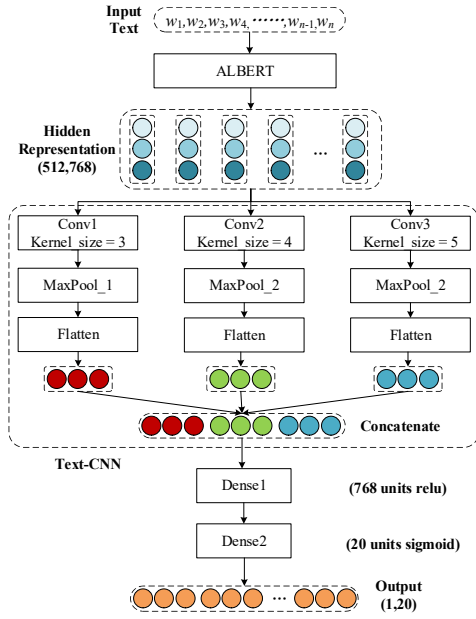 Input
Text
w1,w2,w3,w4,······,wn-1,wn
ALBERT
Hidden
Representation
(512,768)
...
Conv1
Kernel_size = 3
Conv2
Kernel_size = 4
Conv3
Kernel_size = 5
MaxPool_1
MaxPool_2
MaxPool_2
Flatten
Flatten
Flatten
Concatenate
Text-CNN
Dense1
(768 units relu)
Dense2
(20 units sigmoid)
Output
(1,20)
...